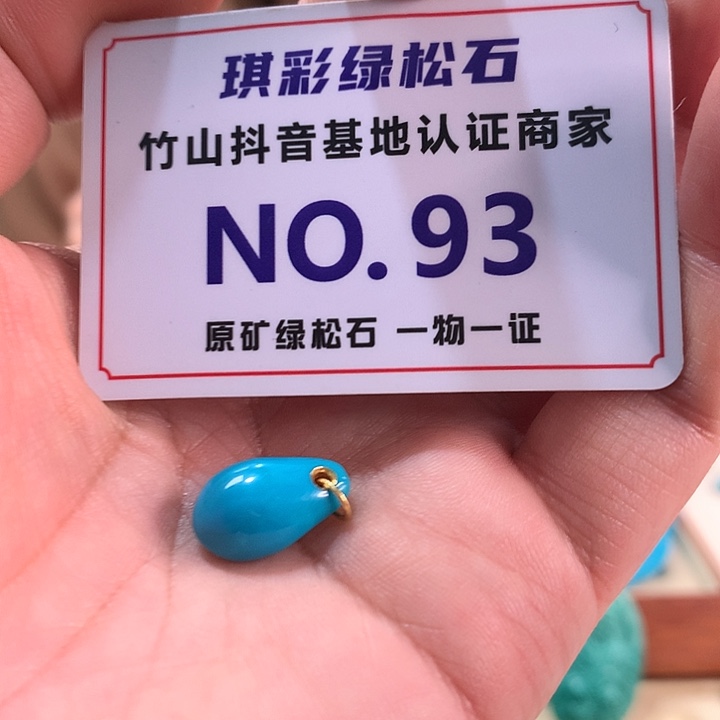 琪彩绿松石
竹山抖音基地认证商家
NO.93
原矿绿松石 一物一证